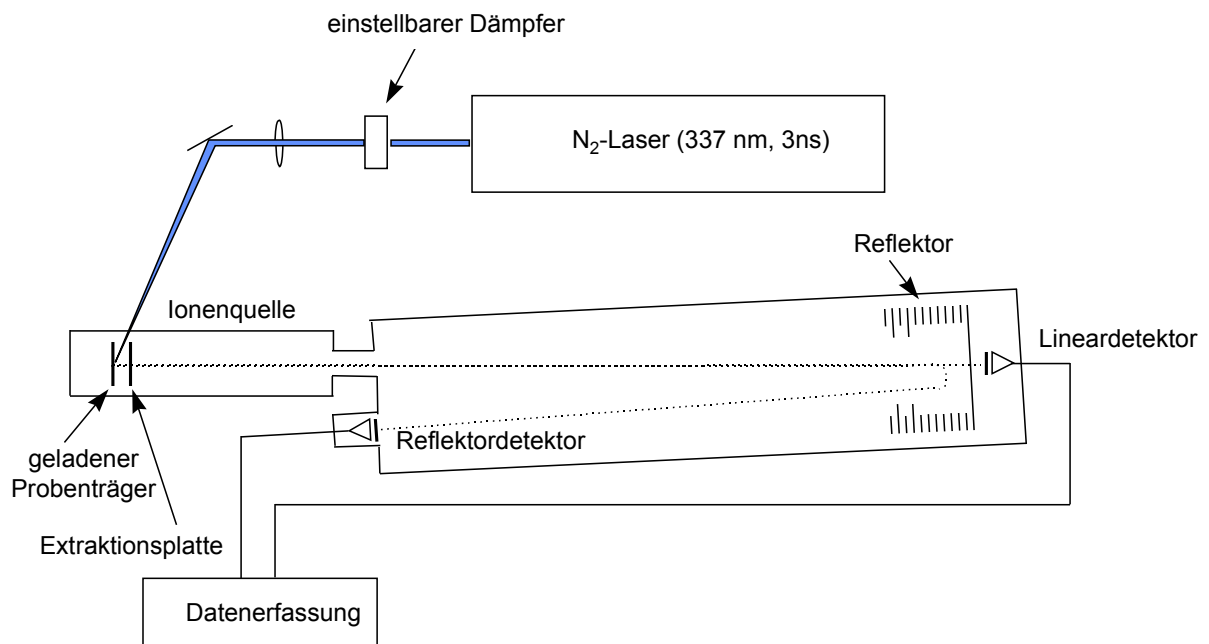 einstellbarer Dämpfer
N₂-Laser (337 nm, 3ns)
Reflektor
Ionenquelle
Lineardetektor
Reflektordetektor
geladener
Probenträger
Extraktionsplatte
Datenerfassung